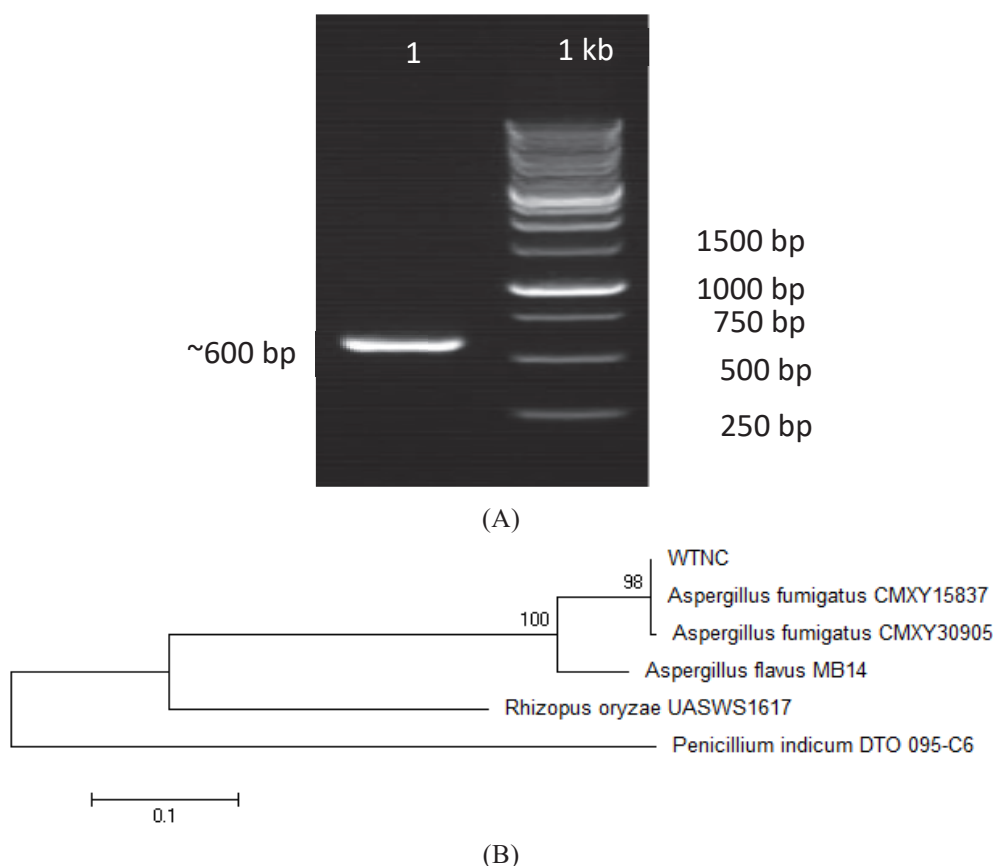 1
1 kb
1500 bp
1000 bp
750 bp
~600 bp
500 bp
250 bp
(A)
WTNC
98
Aspergillus fumigatus CMXY15837
100
Aspergillus fumigatus CMXY30905
Aspergillus flavus MB14
Rhizopus oryzae UASWS1617
Penicillium indicum DTO 095-C6
0.1
(B)